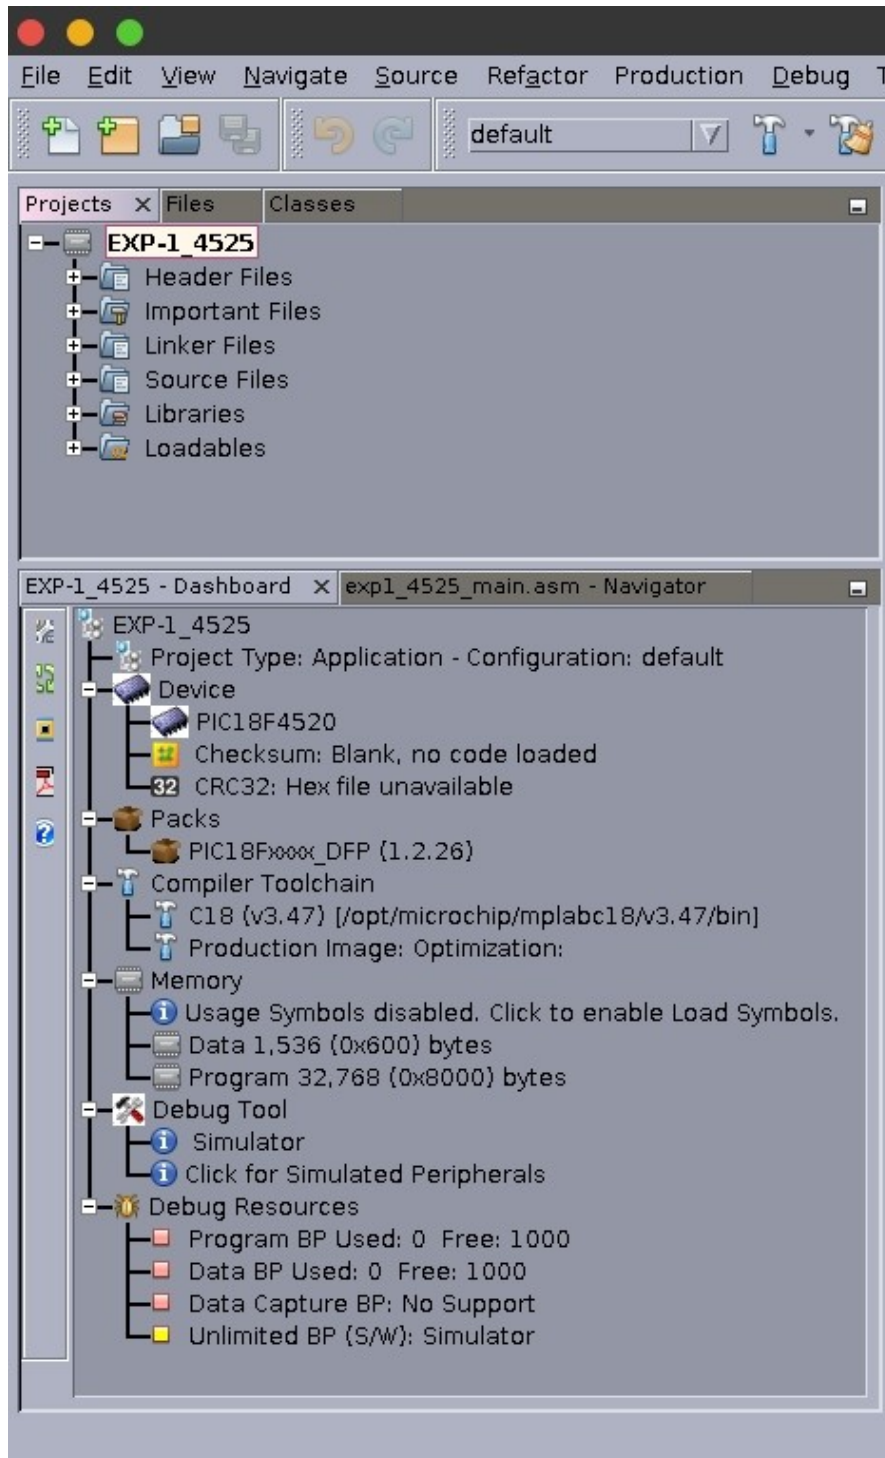 File Edit View Navigate Source Refactor Production Debug
default
Projects Files Classes
EXP-1_4525
Header Files
Important Files
Linker Files
Source Files
Libraries
Loadables
EXP-1_4525 - Dashboard exp1_4525_main.asm - Navigator
EXP-1_4525
Project Type: Application - Configuration: default
Device
PIC18F4520
Checksum: Blank, no code loaded
32 CRC32: Hex file unavailable
Packs
PIC18Fxxxx_DFP (1.2.26)
Compiler Toolchain
C18 (v3.47) [/opt/microchip/mplabc18/v3.47/bin]
Production Image: Optimization:
Memory
Usage Symbols disabled. Click to enable Load Symbols.
Data 1,536 (0x600) bytes
Program 32,768 (0x8000) bytes
Debug Tool
Simulator
Click for Simulated Peripherals
Debug Resources
Program BP Used: 0 Free: 1000
Data BP Used: 0 Free: 1000
Data Capture BP: No Support
Unlimited BP (S/W): Simulator